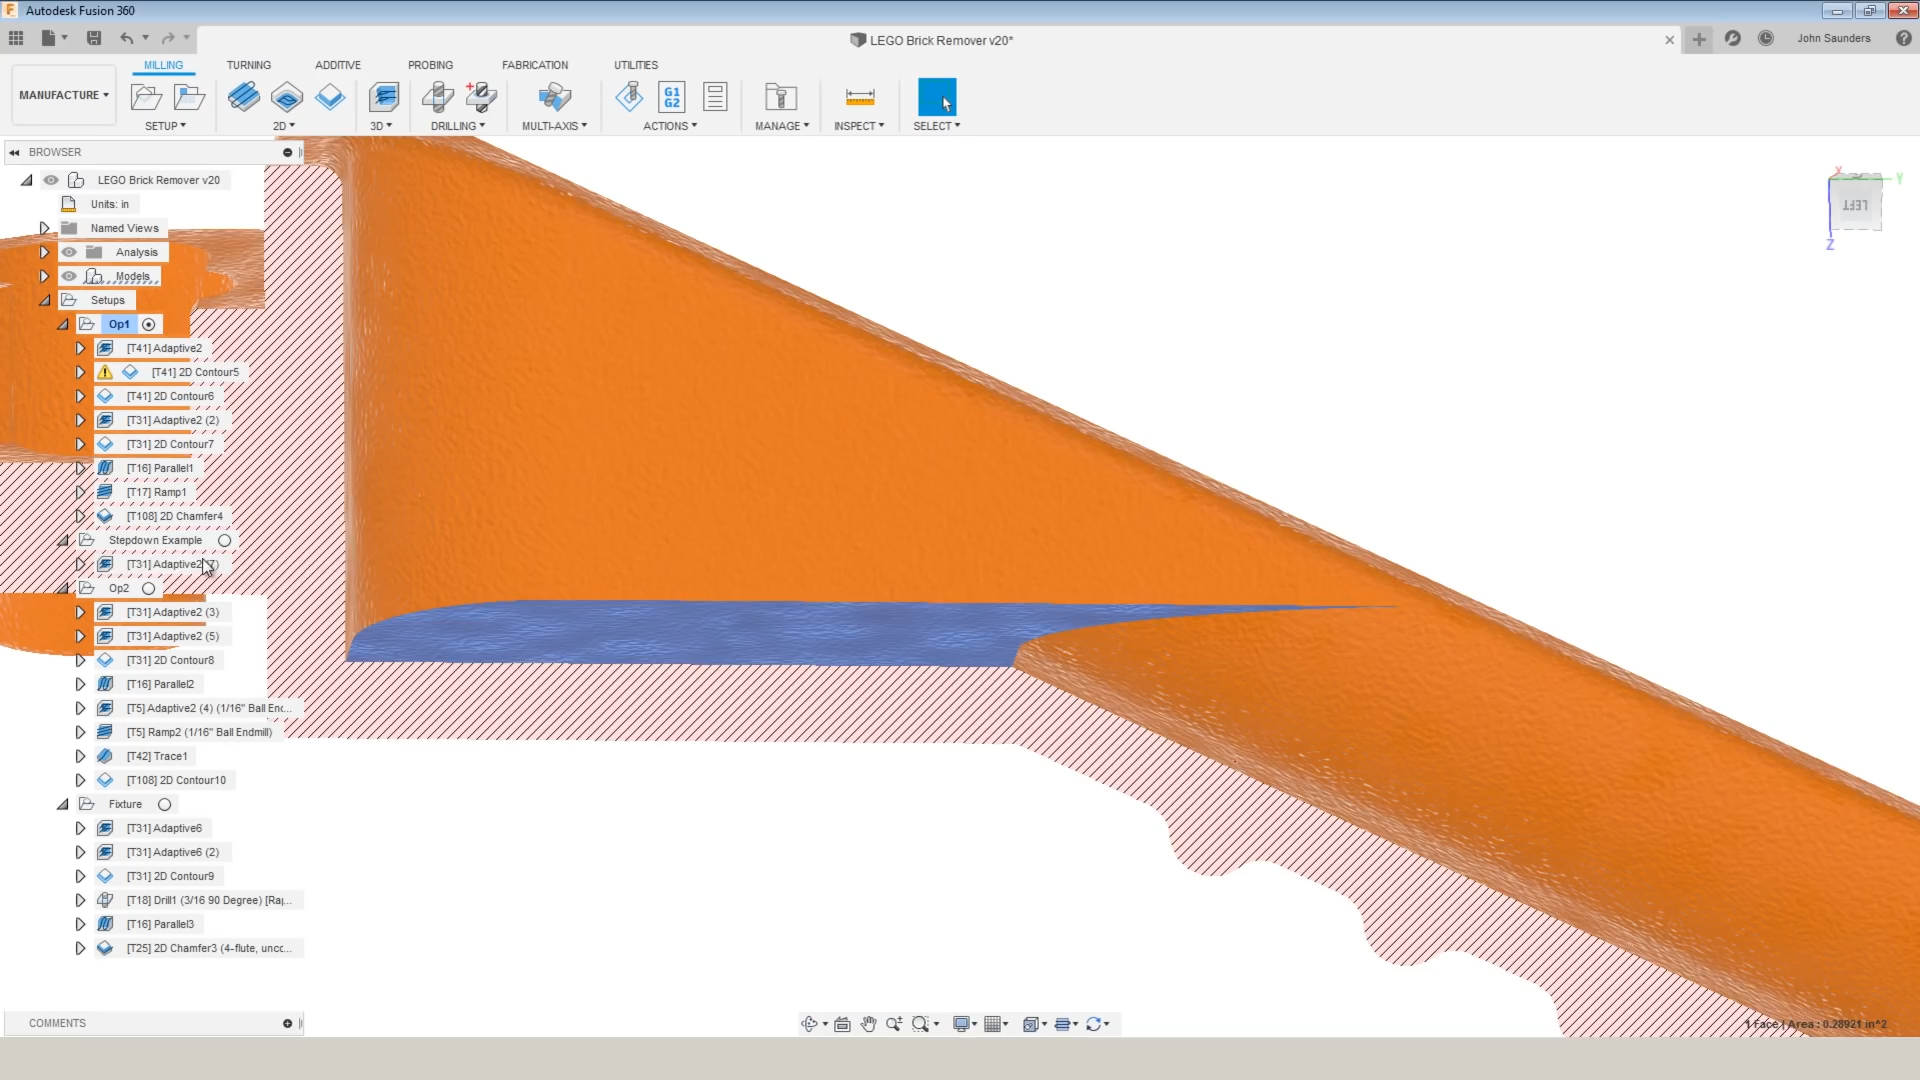 Autodesk Fusion 360
LEGO Brick Remover v20*
John Saunders
MILLING
TURNING
ADDITIVE
PROBING
FABRICATION
UTILITIES
MANUFACTURE
G1
G2
SETUP
2D
3D
DRILLING
MULTI-AXIS
ACTIONS
MANAGE
INSPECT
SELECT
BROWSER
LEGO Brick Remover v20
Units: in
Named Views
Analysis
Models
Setups
Op1
[T41] Adaptive2
[T41] 2D Contour5
[T41] 2D Contour6
[T31] Adaptive2 (2)
[T31] 2D Contour7
[T16] Parallel1
[T17] Ramp1
[T108] 2D Chamfer4
Stepdown Example
[T31] Adaptive2
Op2
[T31] Adaptive2 (3)
[T31] Adaptive2 (5)
[T31] 2D Contour8
[T16] Parallel2
[T5] Adaptive2 (4) (1/16" Ball Enc...
[T5] Ramp2 (1/16" Ball Endmill)
[T42] Trace1
[T108] 2D Contour10
Fixture
[T31] Adaptive6
[T31] Adaptive6 (2)
[T31] 2D Contour9
[T18] Drill1 (3/16 90 Degree) [Raj...
[T16] Parallel3
[T25] 2D Chamfer3 (4-flute, uncc...
COMMENTS
X
Y
LEFT
Z
1 Face | Area : 0.28921 in^2